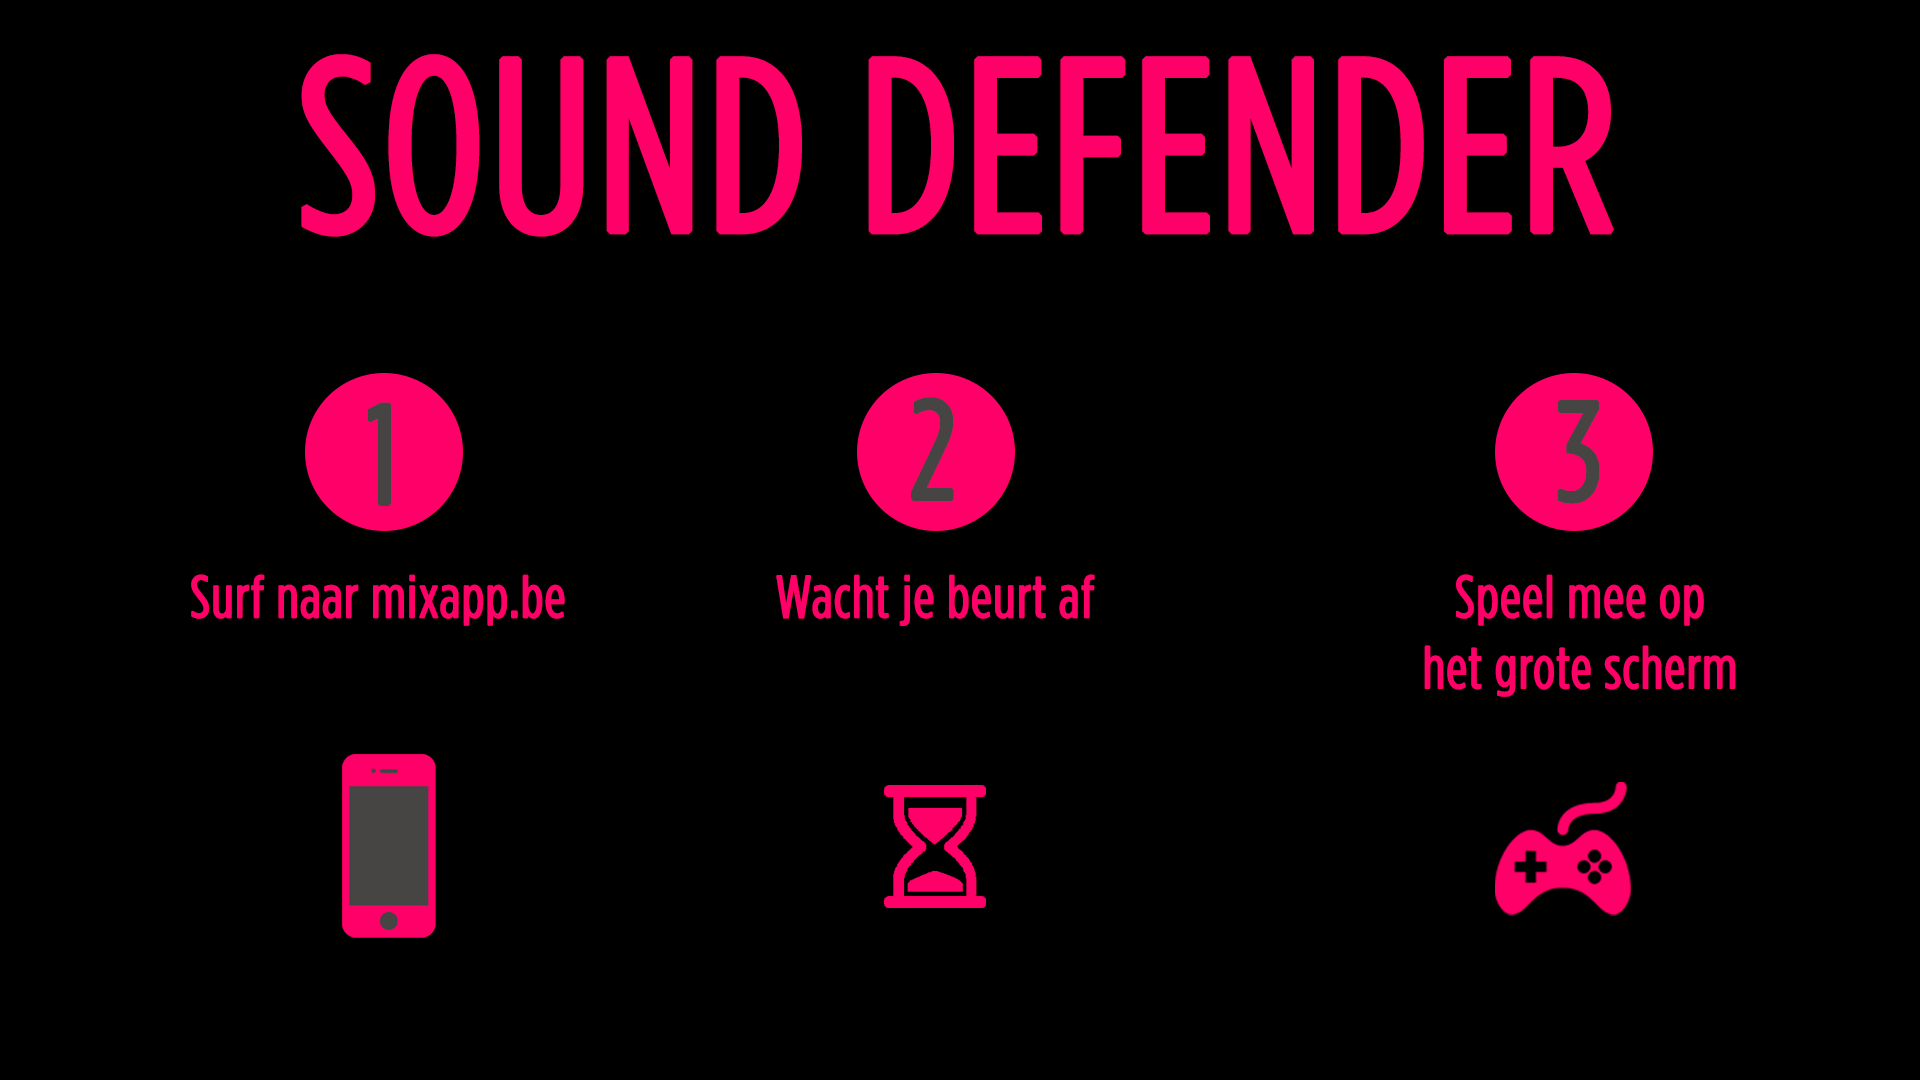 SOUND DEFENDER
1
Surf naar mixapp.be
2
Wacht je beurt af
3
Speel mee op
het grote scherm